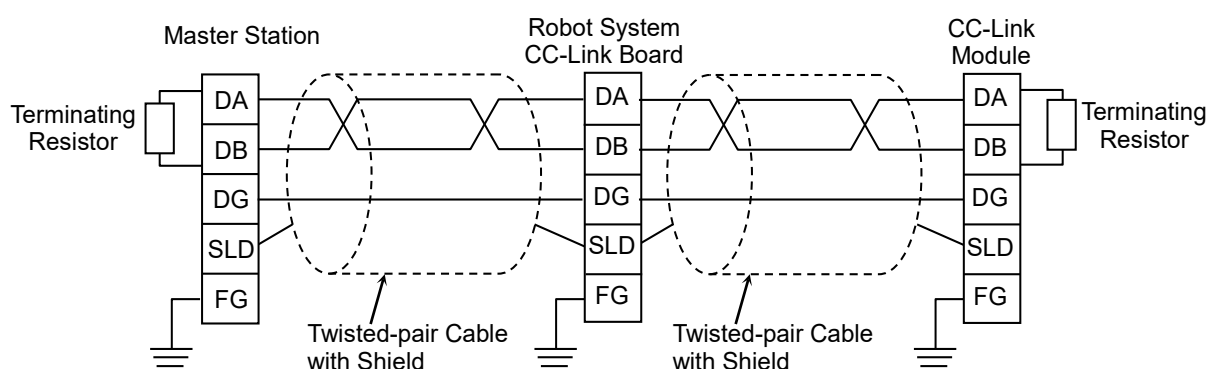 Master Station
Robot System
CC-Link Board
CC-Link
Module
Terminating
Resistor
DA
DB
DG
SLD
FG
DA
DB
DG
SLD
FG
DA
DB
DG
SLD
FG
Terminating
Resistor
Twisted-pair Cable
with Shield
Twisted-pair Cable
with Shield